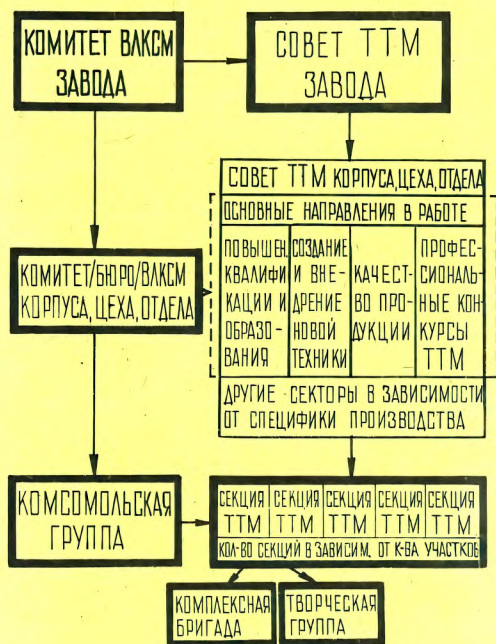 КОМИТЕТ ВЛКСМ
ЗАВОДА
СОВЕТ ТТМ
ЗАВОДА
СОВЕТ ТТМ КОРПУСА, ЦЕХА, ОТДЕЛА
ОСНОВНЫЕ НАПРАВЛЕНИЯ В РАБОТЕ
КОМИТЕТ/БЮРО/ВЛКСМ
КОРПУСА, ЦЕХА, ОТДЕЛА
ПОВЫШЕН.
КВАЛИФИ-
КАЦИИ И
ОБРАЗО-
ВАНИЯ
СОЗДАНИЕ
И ВНЕ-
ДРЕНИЕ
НОВОЙ
ТЕХНИКИ
КАЧЕСТ-
ВО ПРО-
ДУКЦИИ
ПРОФЕС-
СИОНАЛЬ-
НЫЕ КОН-
КУРСЫ
ТТМ
ДРУГИЕ СЕКТОРЫ В ЗАВИСИМОСТИ
ОТ СПЕЦИФИКИ ПРОИЗВОДСТВА
КОМСОМОЛЬСКАЯ
ГРУППА
СЕКЦИЯ
ТТМ
СЕКЦИЯ
ТТМ
СЕКЦИЯ
ТТМ
СЕКЦИЯ
ТТМ
СЕКЦИЯ
ТТМ
КОЛ-ВО СЕКЦИЙ В ЗАВИСИМ. ОТ К-ВА УЧАСТКОВ
КОМПЛЕКСНАЯ
БРИГАДА
ТВОРЧЕСКАЯ
ГРУППА